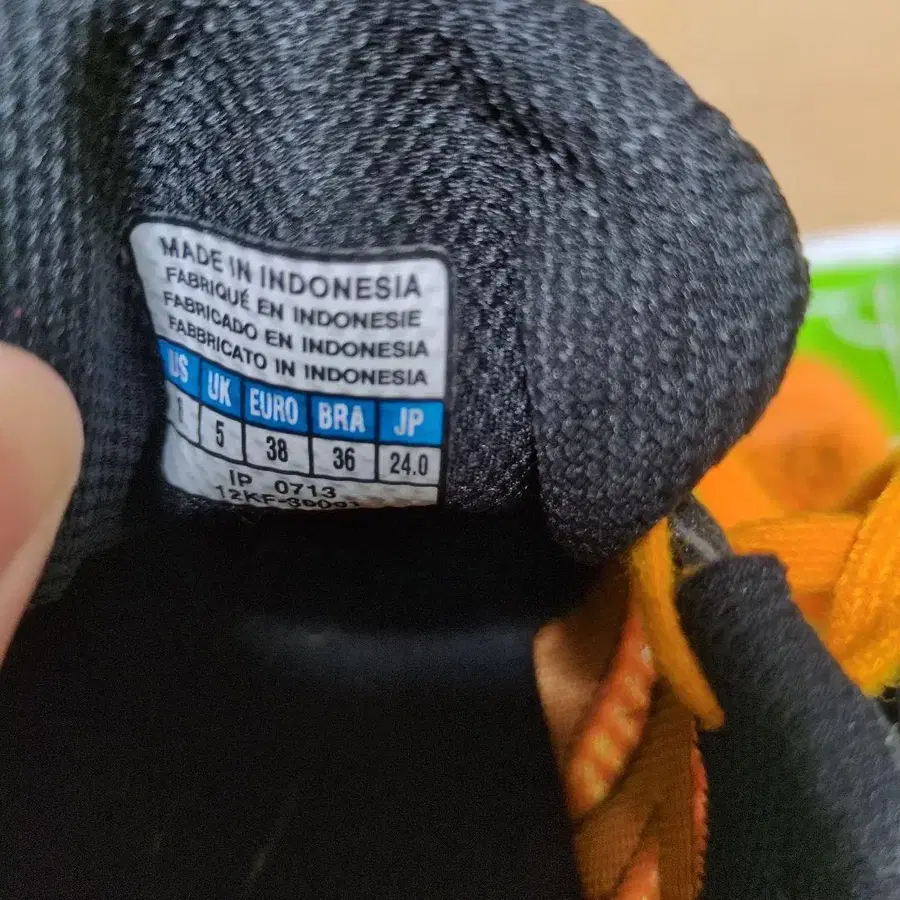 MADE IN INDONESIA
FABRIQUÉ EN INDONESIE
FABRICADO EN INDONESIA
FABBRICATO IN INDONESIA
US UK EURO BRA JP
5 38 36 24.0
IP 0713